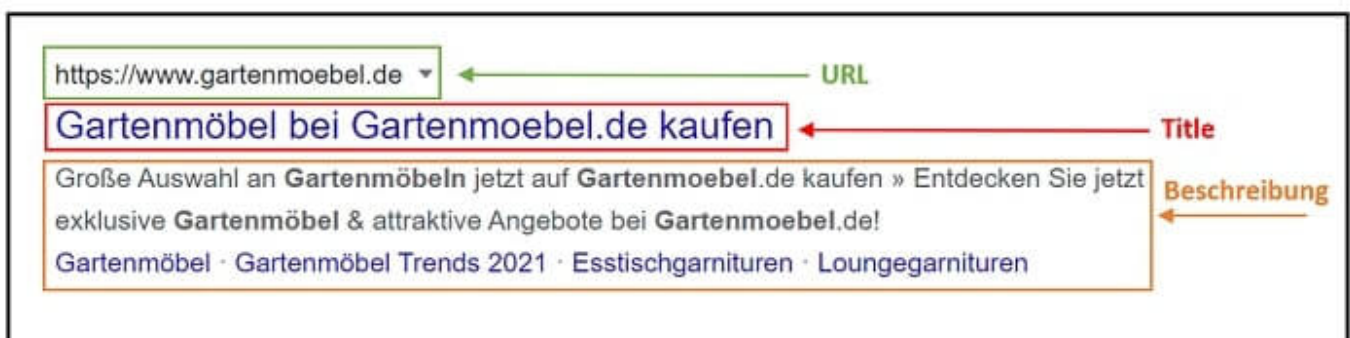 https://www.gartenmoebel.de URL
Gartenmöbel bei Gartenmoebel.de kaufen Title
Große Auswahl an Gartenmöbeln jetzt auf Gartenmoebel.de kaufen » Entdecken Sie jetzt
Beschreibung
exklusive Gartenmöbel & attraktive Angebote bei Gartenmoebel.de!
Gartenmöbel · Gartenmöbel Trends 2021 · Esstischgarnituren · Loungegarnituren